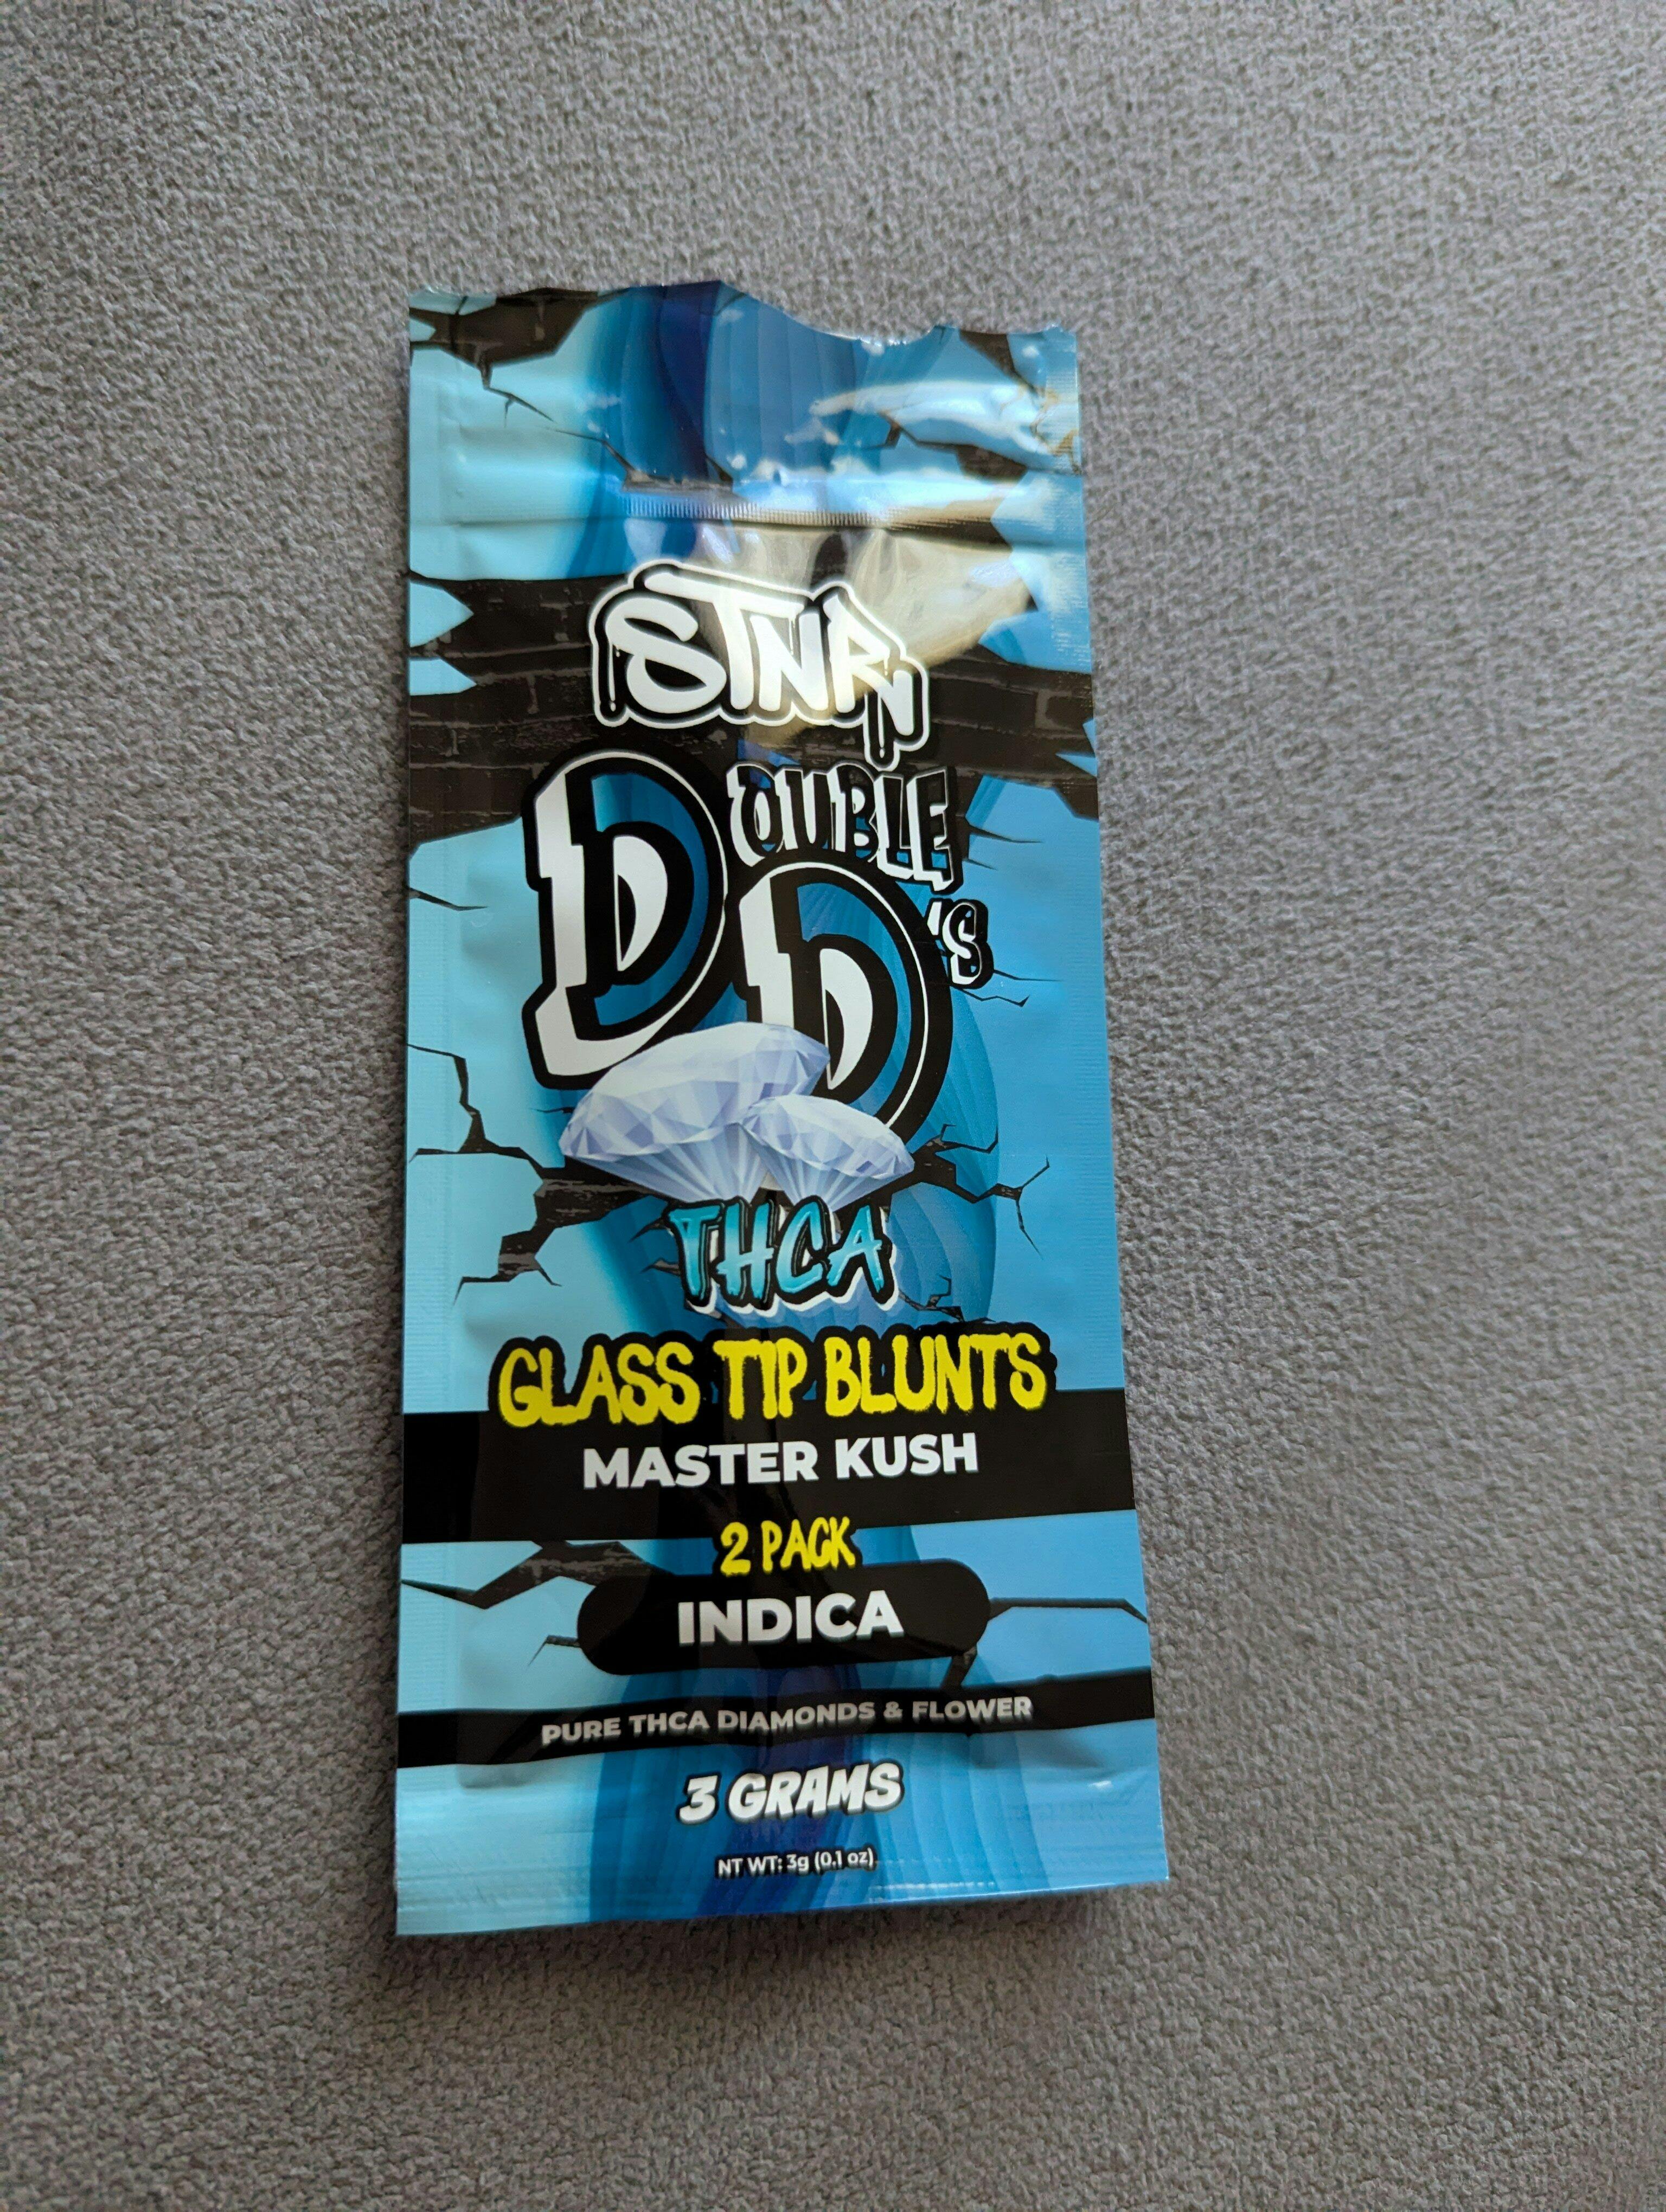 STNR
DOUBLE
D'S
THCA
GLASS TIP BLUNTS
MASTER KUSH
2 PACK
INDICA
PURE THCA DIAMONDS & FLOWER
3 GRAMS
NT WT: 3g (0.1 oz)